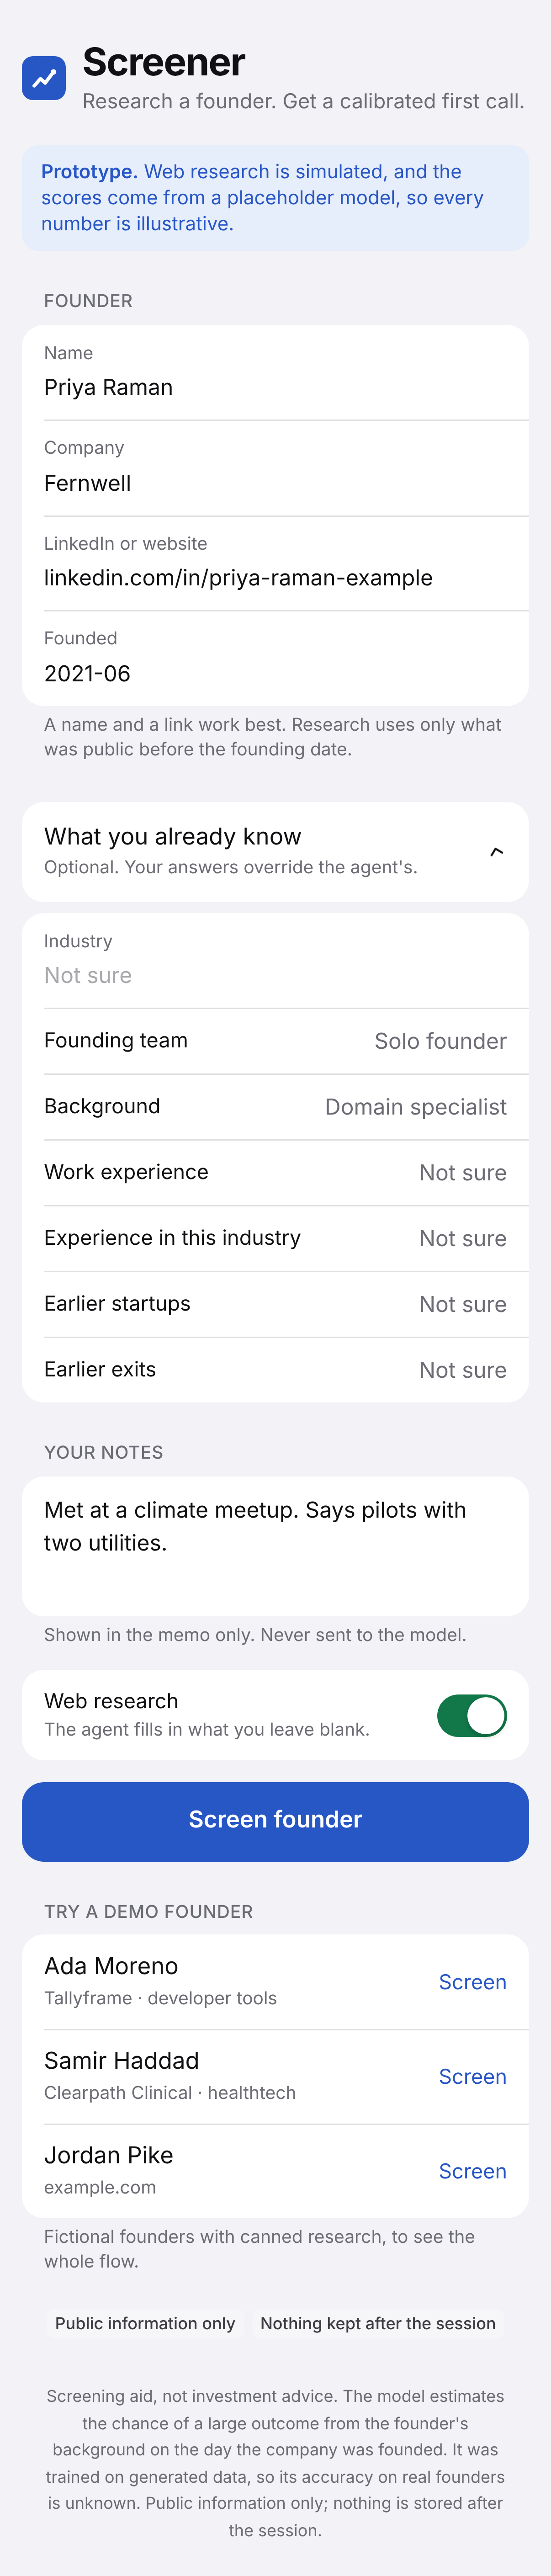 Screener
Research a founder. Get a calibrated first call.
Prototype. Web research is simulated, and the
scores come from a placeholder model, so every
number is illustrative.
FOUNDER
Name
Priya Raman
Company
Fernwell
LinkedIn or website
linkedin.com/in/priya-raman-example
Founded
2021-06
A name and a link work best. Research uses only what
was public before the founding date.
What you already know
Optional. Your answers override the agent's.
Industry
Not sure
Founding team Solo founder
Background Domain specialist
Work experience Not sure
Experience in this industry Not sure
Earlier startups Not sure
Earlier exits Not sure
YOUR NOTES
Met at a climate meetup. Says pilots with
two utilities.
Shown in the memo only. Never sent to the model.
Web research
The agent fills in what you leave blank.
Screen founder
TRY A DEMO FOUNDER
Ada Moreno
Tallyframe · developer tools
Screen
Samir Haddad
Clearpath Clinical · healthtech
Screen
Jordan Pike
example.com
Screen
Fictional founders with canned research, to see the
whole flow.
Public information only Nothing kept after the session
Screening aid, not investment advice. The model estimates
the chance of a large outcome from the founder's
background on the day the company was founded. It was
trained on generated data, so its accuracy on real founders
is unknown. Public information only; nothing is stored after
the session.